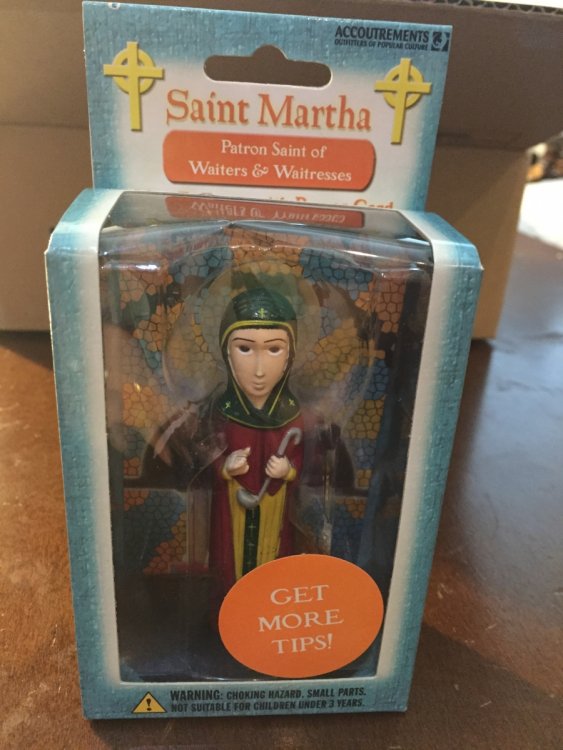 ACCOUTREMENTS
OUTFITTERS OF POPULAR CULTURE
Saint Martha
Patron Saint of
Waiters & Waitresses
Card
GET
MORE
TIPS!
WARNING: CHOKING HAZARD. SMALL PARTS.
NOT SUITABLE FOR CHILDREN UNDER 3 YEARS.